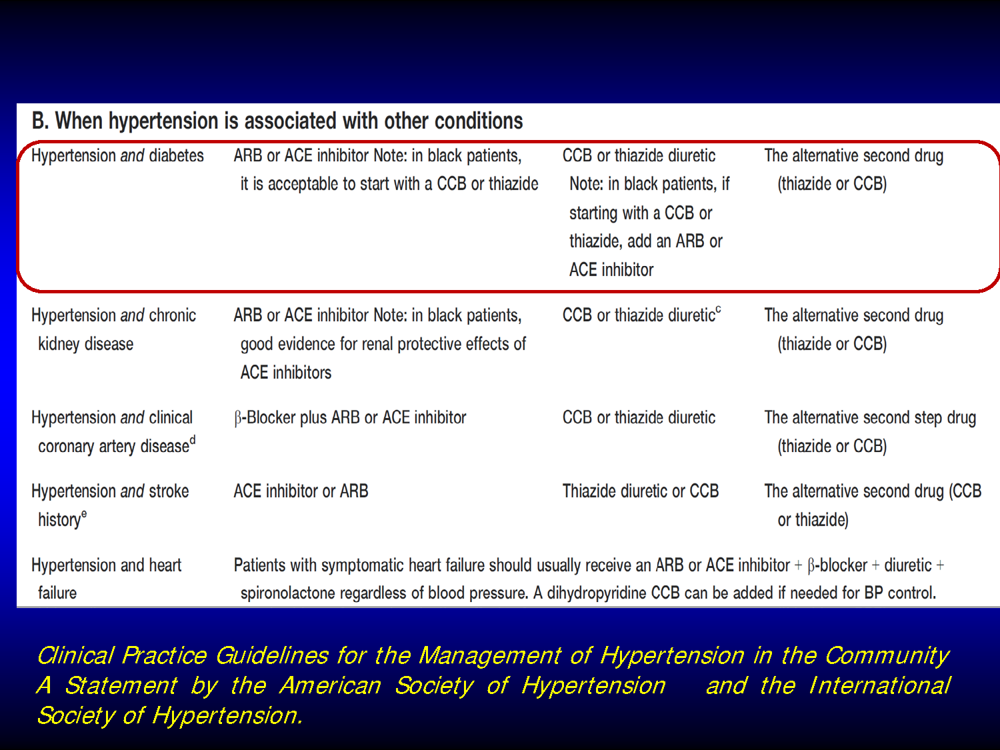 B. When hypertension is associated with other conditions
Hypertension and diabetes
ARB or ACE inhibitor Note: in black patients,
it is acceptable to start with a CCB or thiazide
CCB or thiazide diuretic
Note: in black patients, if
starting with a CCB or
thiazide, add an ARB or
ACE inhibitor
The alternative second drug
(thiazide or CCB)
Hypertension and chronic
kidney disease
ARB or ACE inhibitor Note: in black patients,
good evidence for renal protective effects of
ACE inhibitors
CCB or thiazide diureticc
The alternative second drug
(thiazide or CCB)
Hypertension and clinical
coronary artery diseased
β-Blocker plus ARB or ACE inhibitor
CCB or thiazide diuretic
The alternative second step drug
(thiazide or CCB)
Hypertension and stroke
historye
ACE inhibitor or ARB
Thiazide diuretic or CCB
The alternative second drug (CCB
or thiazide)
Hypertension and heart
failure
Patients with symptomatic heart failure should usually receive an ARB or ACE inhibitor + β-blocker + diuretic +
spironolactone regardless of blood pressure. A dihydropyridine CCB can be added if needed for BP control.
Clinical Practice Guidelines for the Management of Hypertension in the Community
A Statement by the American Society of Hypertension and the International
Society of Hypertension.